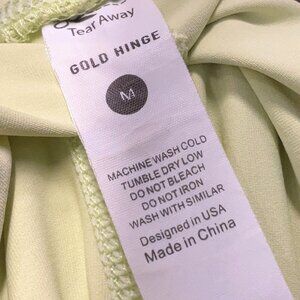 Tear Away
GOLD HINGE
M
MACHINE WASH COLD
TUMBLE DRY LOW
DO NOT BLEACH
DO NOT IRON
WASH WITH SIMILAR
Designed in USA
Made in China